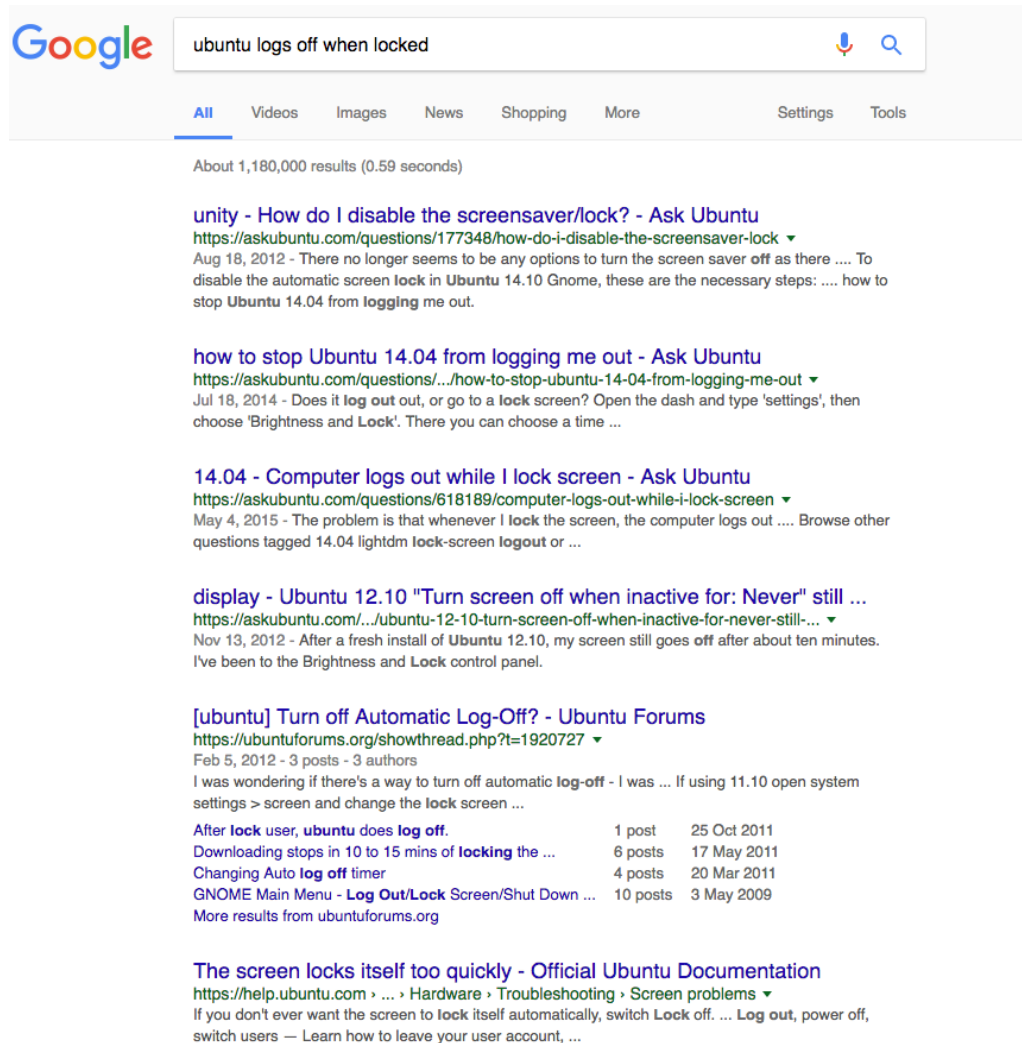 Google
ubuntu logs off when locked
All Videos Images News Shopping More Settings Tools
About 1,180,000 results (0.59 seconds)
unity - How do I disable the screensaver/lock? - Ask Ubuntu
https://askubuntu.com/questions/177348/how-do-i-disable-the-screensaver-lock
Aug 18, 2012 - There no longer seems to be any options to turn the screen saver off as there .... To
disable the automatic screen lock in Ubuntu 14.10 Gnome, these are the necessary steps: .... how to
stop Ubuntu 14.04 from logging me out.
how to stop Ubuntu 14.04 from logging me out - Ask Ubuntu
https://askubuntu.com/questions/.../how-to-stop-ubuntu-14-04-from-logging-me-out
Jul 18, 2014 - Does it log out out, or go to a lock screen? Open the dash and type 'settings', then
choose 'Brightness and Lock'. There you can choose a time ...
14.04 - Computer logs out while I lock screen - Ask Ubuntu
https://askubuntu.com/questions/618189/computer-logs-out-while-i-lock-screen
May 4, 2015 - The problem is that whenever I lock the screen, the computer logs out .... Browse other
questions tagged 14.04 lightdm lock-screen logout or ...
display - Ubuntu 12.10 "Turn screen off when inactive for: Never" still ...
https://askubuntu.com/.../ubuntu-12-10-turn-screen-off-when-inactive-for-never-still-...
Nov 13, 2012 - After a fresh install of Ubuntu 12.10, my screen still goes off after about ten minutes.
I've been to the Brightness and Lock control panel.
[ubuntu] Turn off Automatic Log-Off? - Ubuntu Forums
https://ubuntuforums.org/showthread.php?t=1920727
Feb 5, 2012 - 3 posts - 3 authors
I was wondering if there's a way to turn off automatic log-off - I was ... If using 11.10 open system
settings > screen and change the lock screen ...
After lock user, ubuntu does log off. 1 post 25 Oct 2011
Downloading stops in 10 to 15 mins of locking the ... 6 posts 17 May 2011
Changing Auto log off timer 4 posts 20 Mar 2011
GNOME Main Menu - Log Out/Lock Screen/Shut Down ... 10 posts 3 May 2009
More results from ubuntuforums.org
The screen locks itself too quickly - Official Ubuntu Documentation
https://help.ubuntu.com › ... › Hardware › Troubleshooting › Screen problems
If you don't ever want the screen to lock itself automatically, switch Lock off. ... Log out, power off,
switch users — Learn how to leave your user account, ...